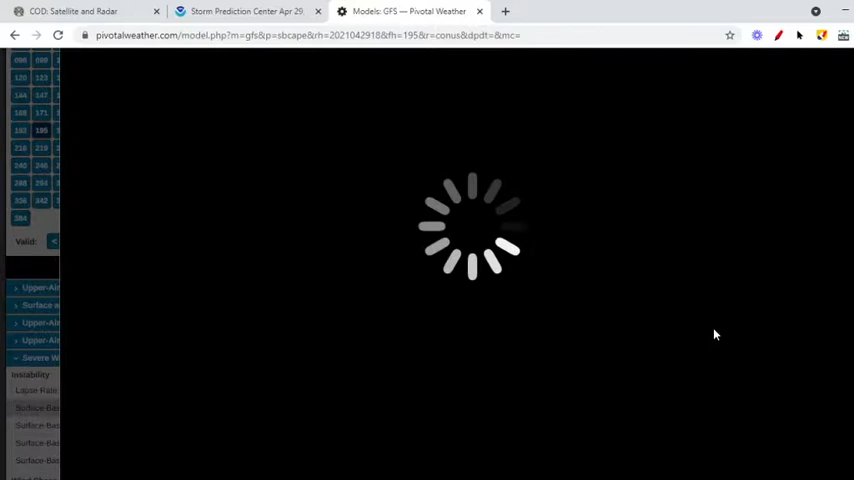 COD: Satellite and Radar
Storm Prediction Center Apr 29,
Models: GFS — Pivotal Weather
pivotalweather.com/model.php?m=gfs&p=sbcape&rh=2021042918&fh=195&r=conus&dpdt=&mc=
NEW
096 099
120 123
144 147
168 171
192 195
216 219
240 246
288 294
336 342
384
Valid: <
Upper-Air
Surface a
Upper-Air
Upper-Air
Severe W
Instability
Lapse Rate
Surface-Bas
Surface-Bas
Surface-Bas
Surface-Bas